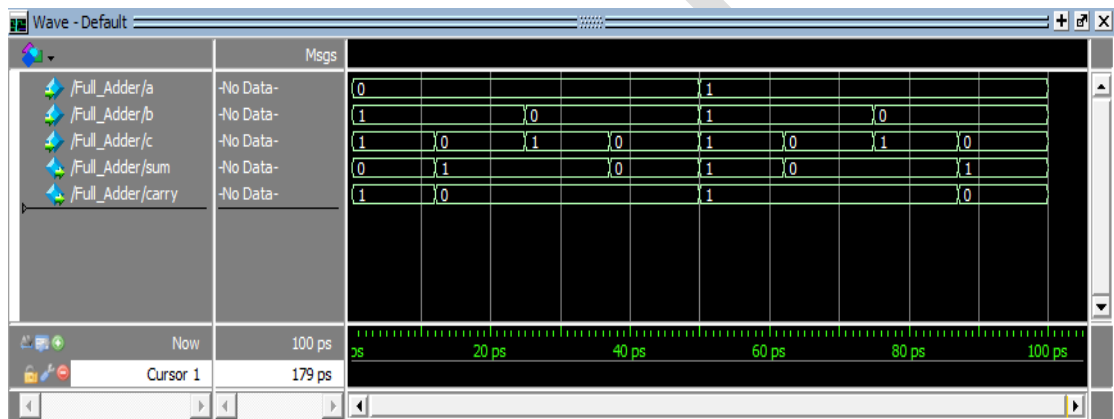 Wave - Default
Msgs
/Full_Adder/a -No Data- 0 1
/Full_Adder/b -No Data- 1 0 1 0
/Full_Adder/c -No Data- 1 0 1 0 1 0 1 0
/Full_Adder/sum -No Data- 0 1 0 1 0 1
/Full_Adder/carry -No Data- 1 0 1 0
Now 100 ps ps 20 ps 40 ps 60 ps 80 ps 100 ps
Cursor 1 179 ps